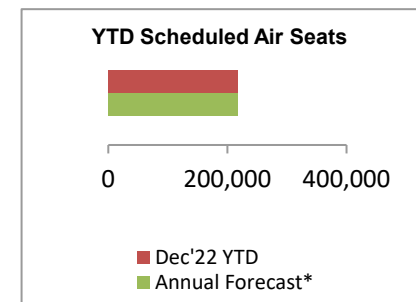 YTD Scheduled Air Seats
0 200,000 400,000
Dec'22 YTD
Annual Forecast*